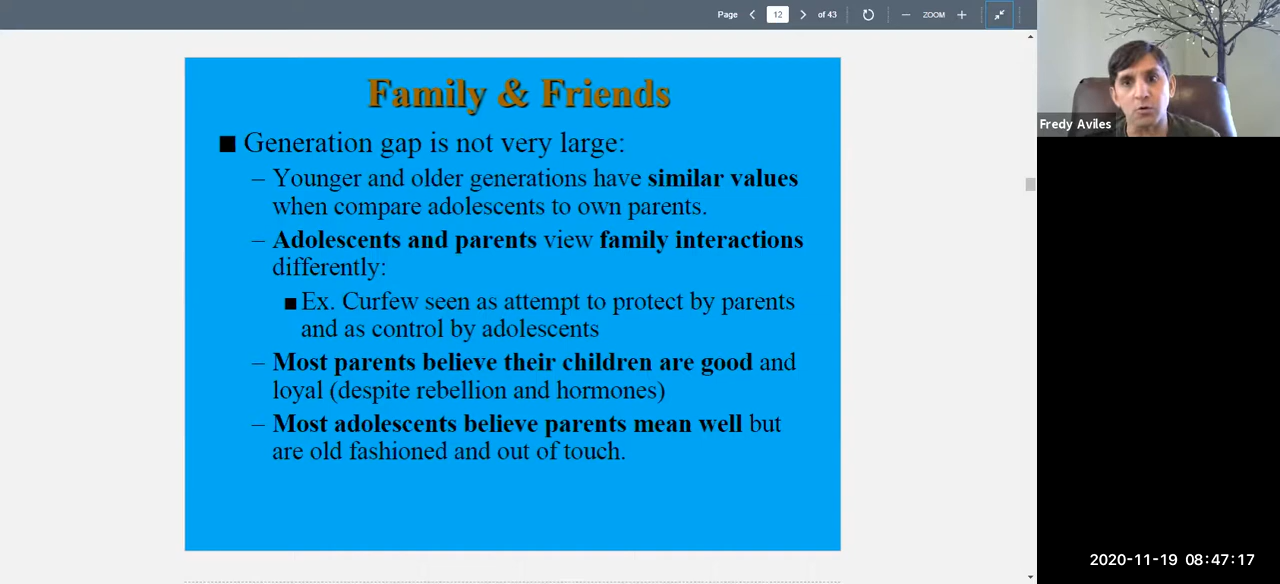 Page 12 of 43 ZOOM
Family & Friends
Generation gap is not very large:
– Younger and older generations have similar values
when compare adolescents to own parents.
– Adolescents and parents view family interactions
differently:
Ex. Curfew seen as attempt to protect by parents
and as control by adolescents
– Most parents believe their children are good and
loyal (despite rebellion and hormones)
– Most adolescents believe parents mean well but
are old fashioned and out of touch.
Fredy Aviles
2020-11-19 08:47:17